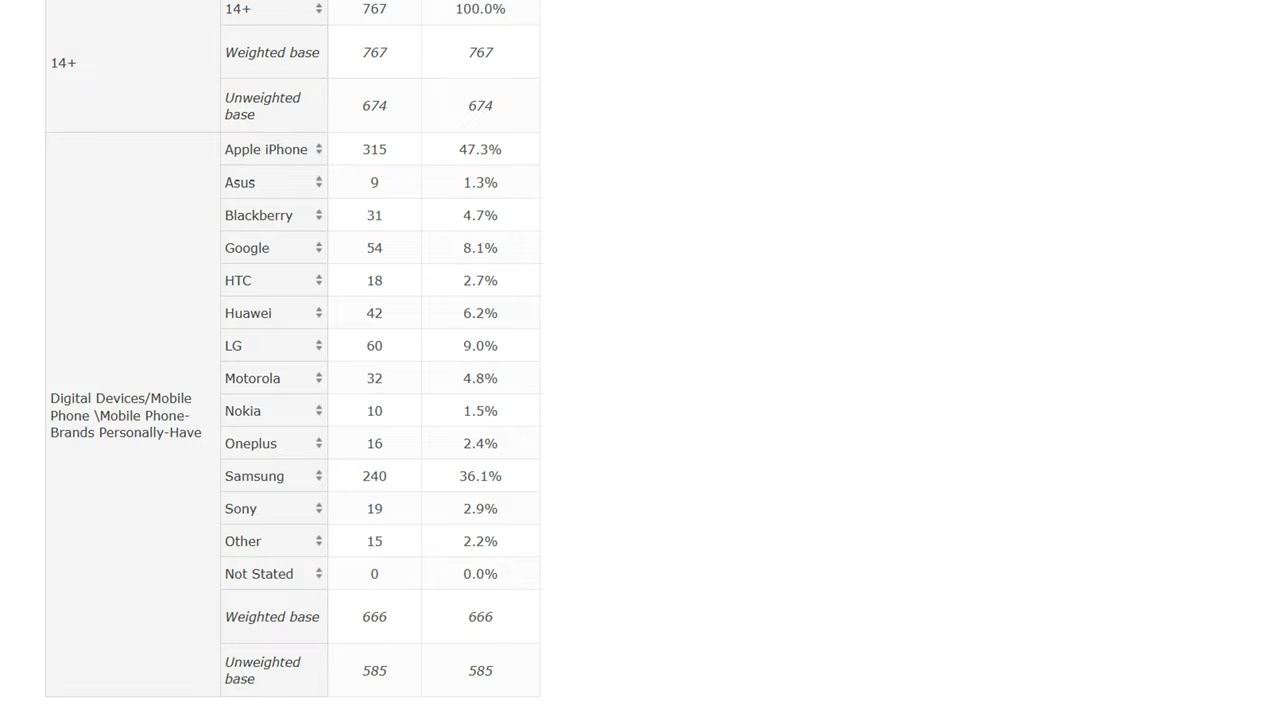 14+ 767 100.0%
Weighted base 767 767
14+
Unweighted
base 674 674
Apple iPhone 315 47.3%
Asus 9 1.3%
Blackberry 31 4.7%
Google 54 8.1%
HTC 18 2.7%
Huawei 42 6.2%
LG 60 9.0%
Motorola 32 4.8%
Digital Devices/Mobile
Phone \Mobile Phone-
Brands Personally-Have
Nokia 10 1.5%
Oneplus 16 2.4%
Samsung 240 36.1%
Sony 19 2.9%
Other 15 2.2%
Not Stated 0 0.0%
Weighted base 666 666
Unweighted
base 585 585